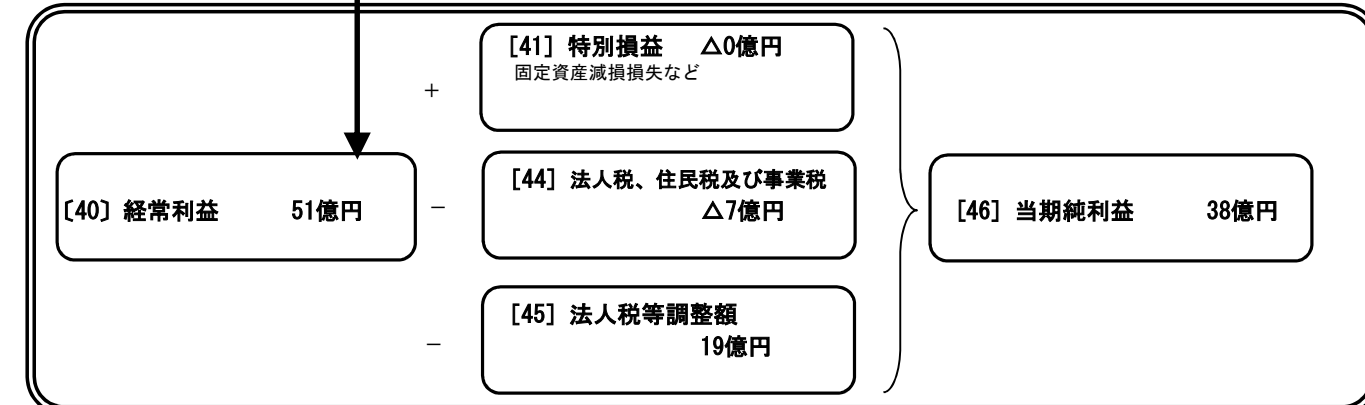 [41] 特別損益 △0億円
固定資産減損損失など
+
[40] 経常利益 51億円
−
[44] 法人税、住民税及び事業税
△7億円
[46] 当期純利益 38億円
−
[45] 法人税等調整額
19億円